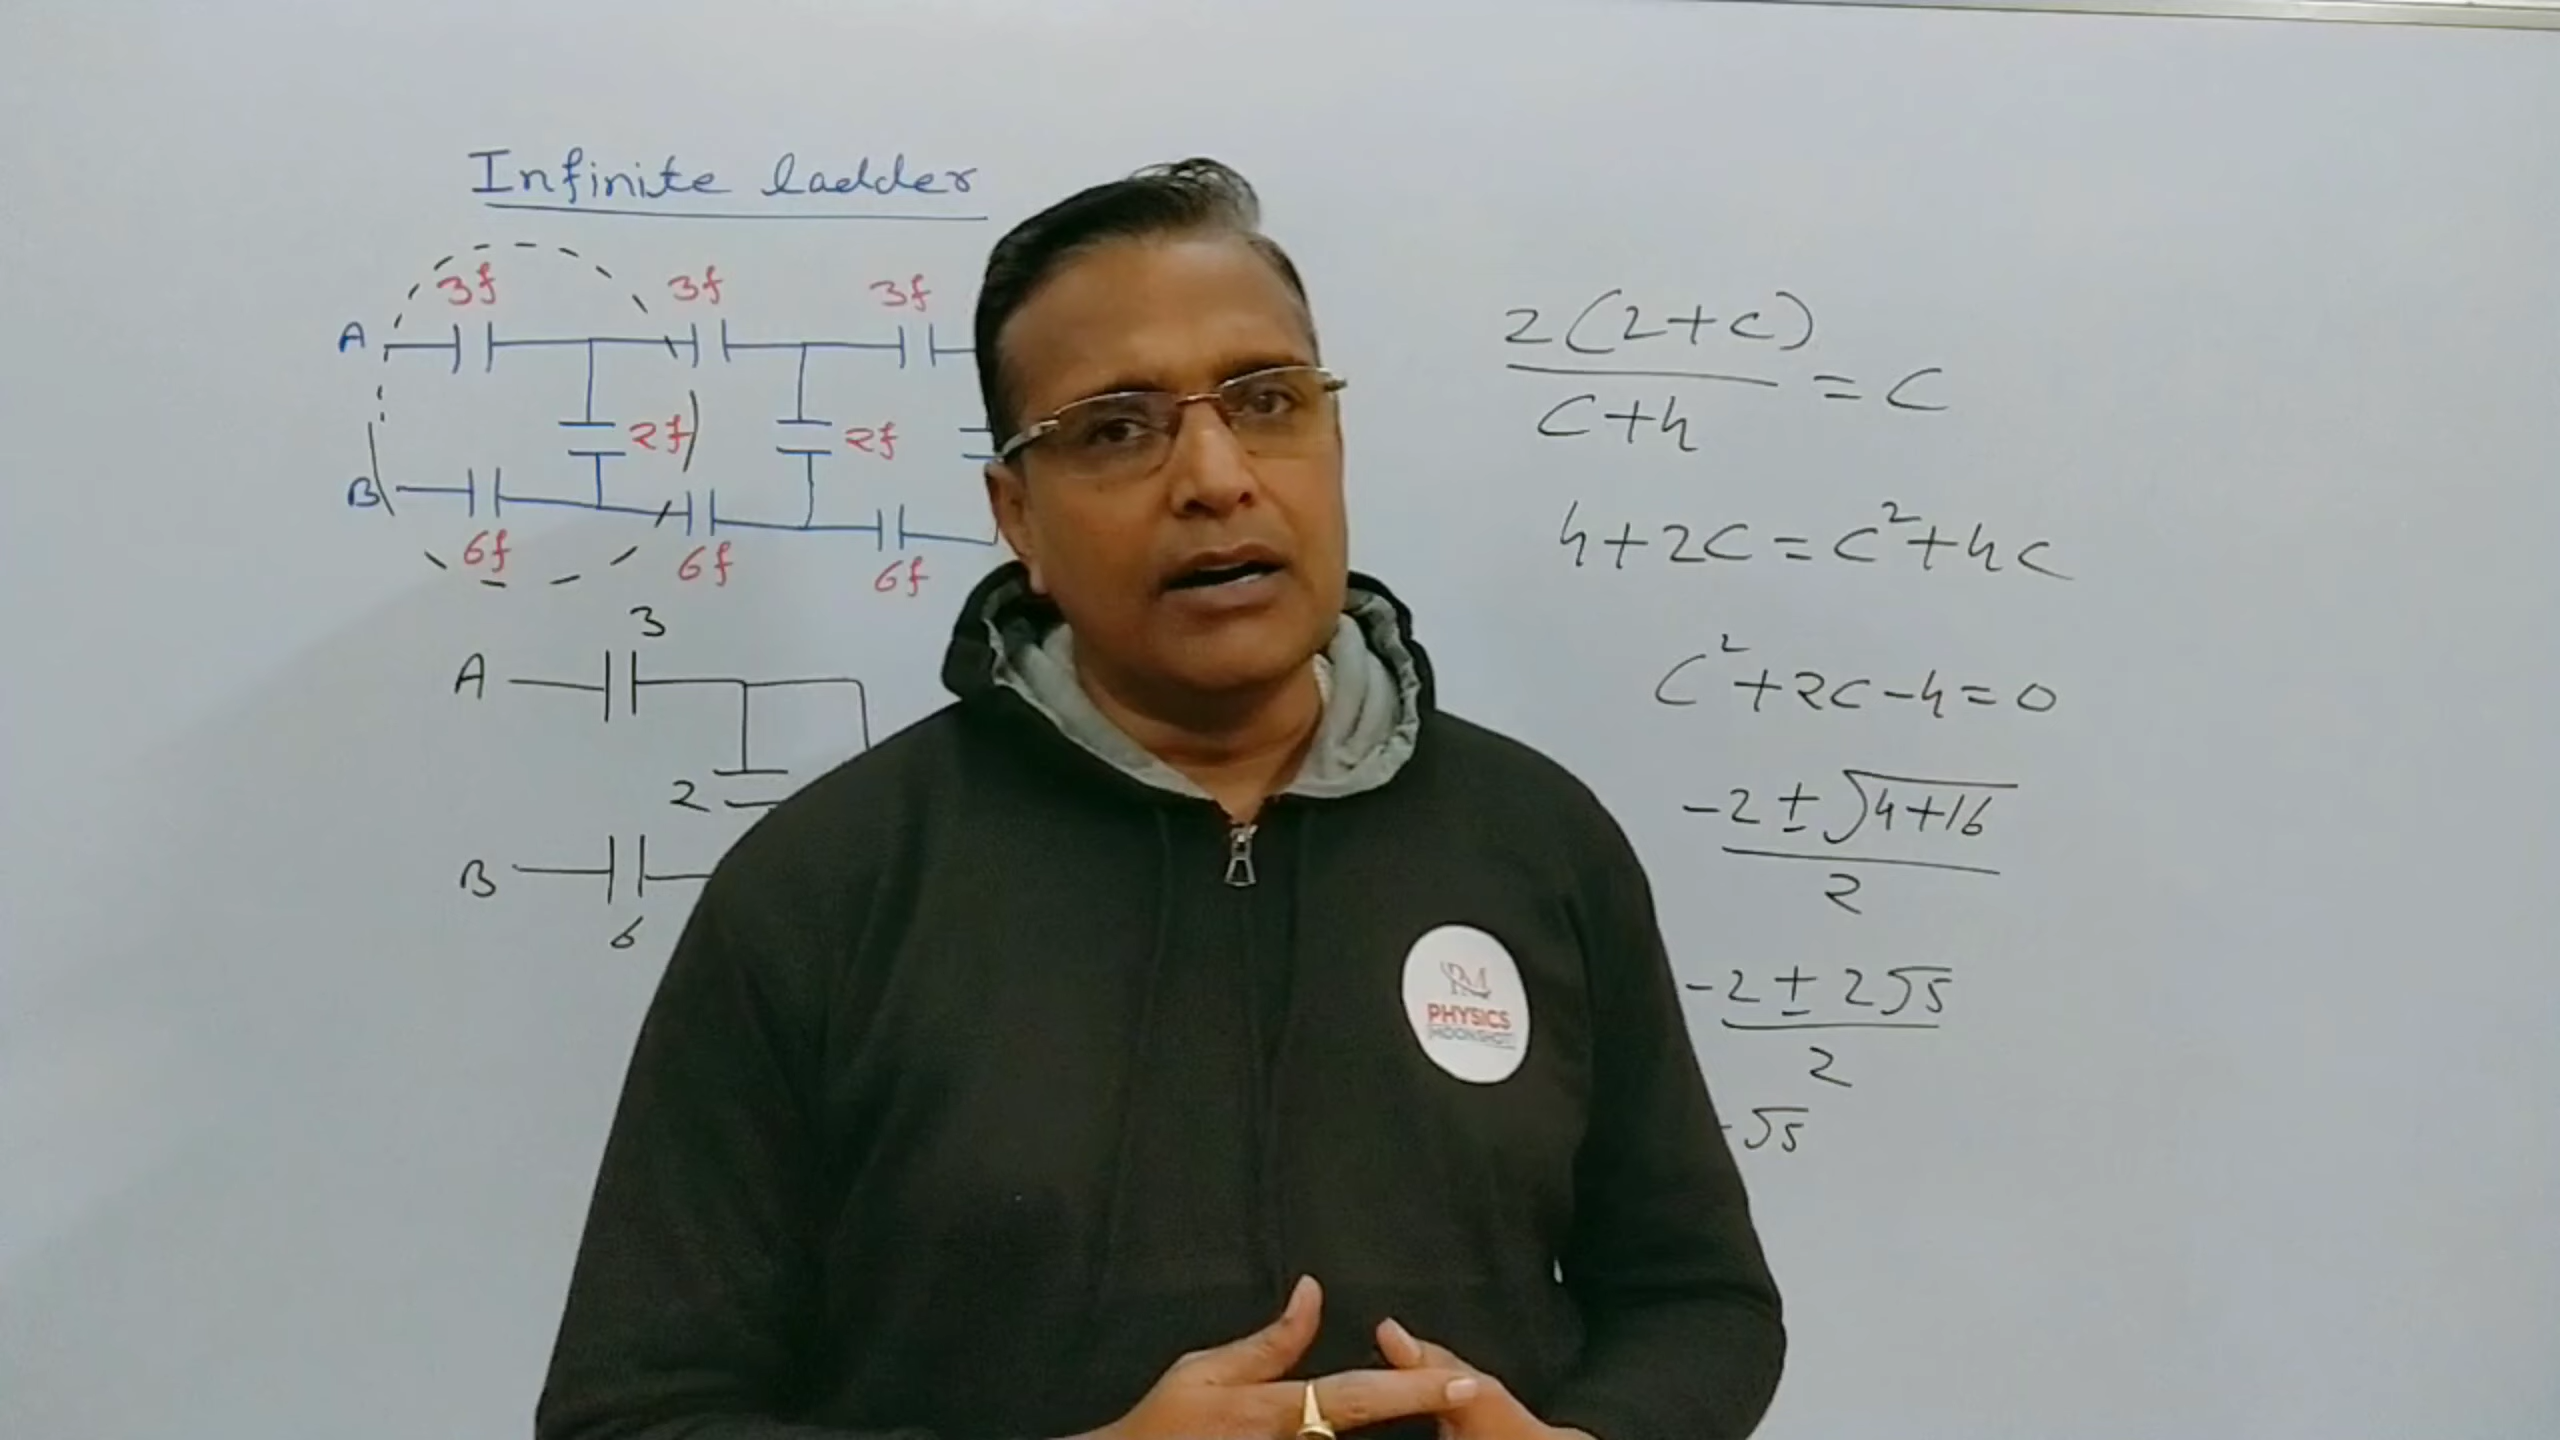 Infinite ladder
3f 3f 3f
A
2f 2f
B
6f 6f 6f
3
A
2
B
6
2(2+c)
/ C+4 = C
4+2C = C²+4C
C²+2C-4=0
-2±√4+16
2
-2±2√5
2
√5
PHYSICS
MOONSHOT